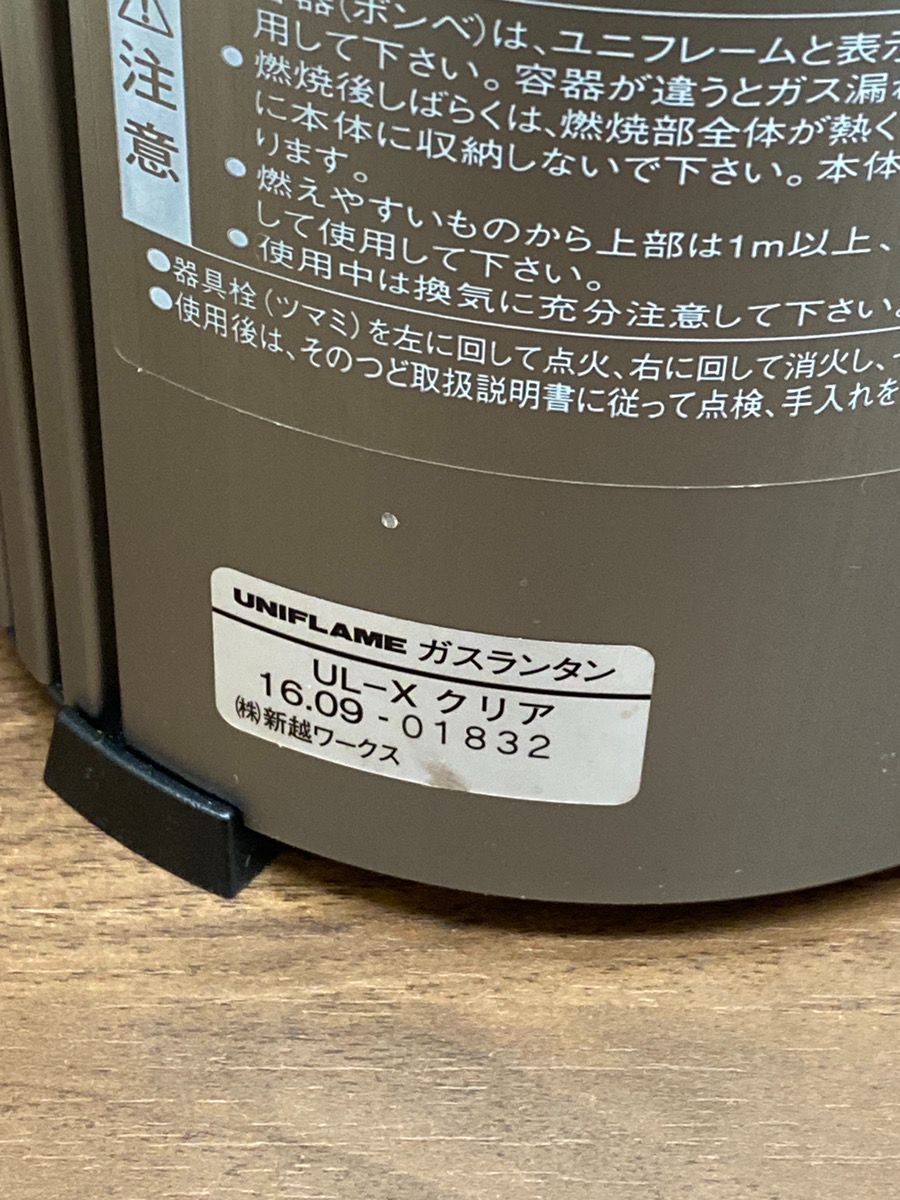 注意
器(ボンベ)は、ユニフレームと表示
用して下さい。容器が違うとガス漏
●燃焼後しばらくは、燃焼部全体が熱く
に本体に収納しないで下さい。本体
ります。
●燃えやすいものから上部は1m以上、
して使用して下さい。
●使用中は換気に充分注意して下さい。
●器具栓(ツマミ)を左に回して点火、右に回して消火し、
●使用後は、そのつど取扱説明書に従って点検、手入れを
UNIFLAME ガスランタン
UL-X クリア
16.09-01832
(株)新越ワークス